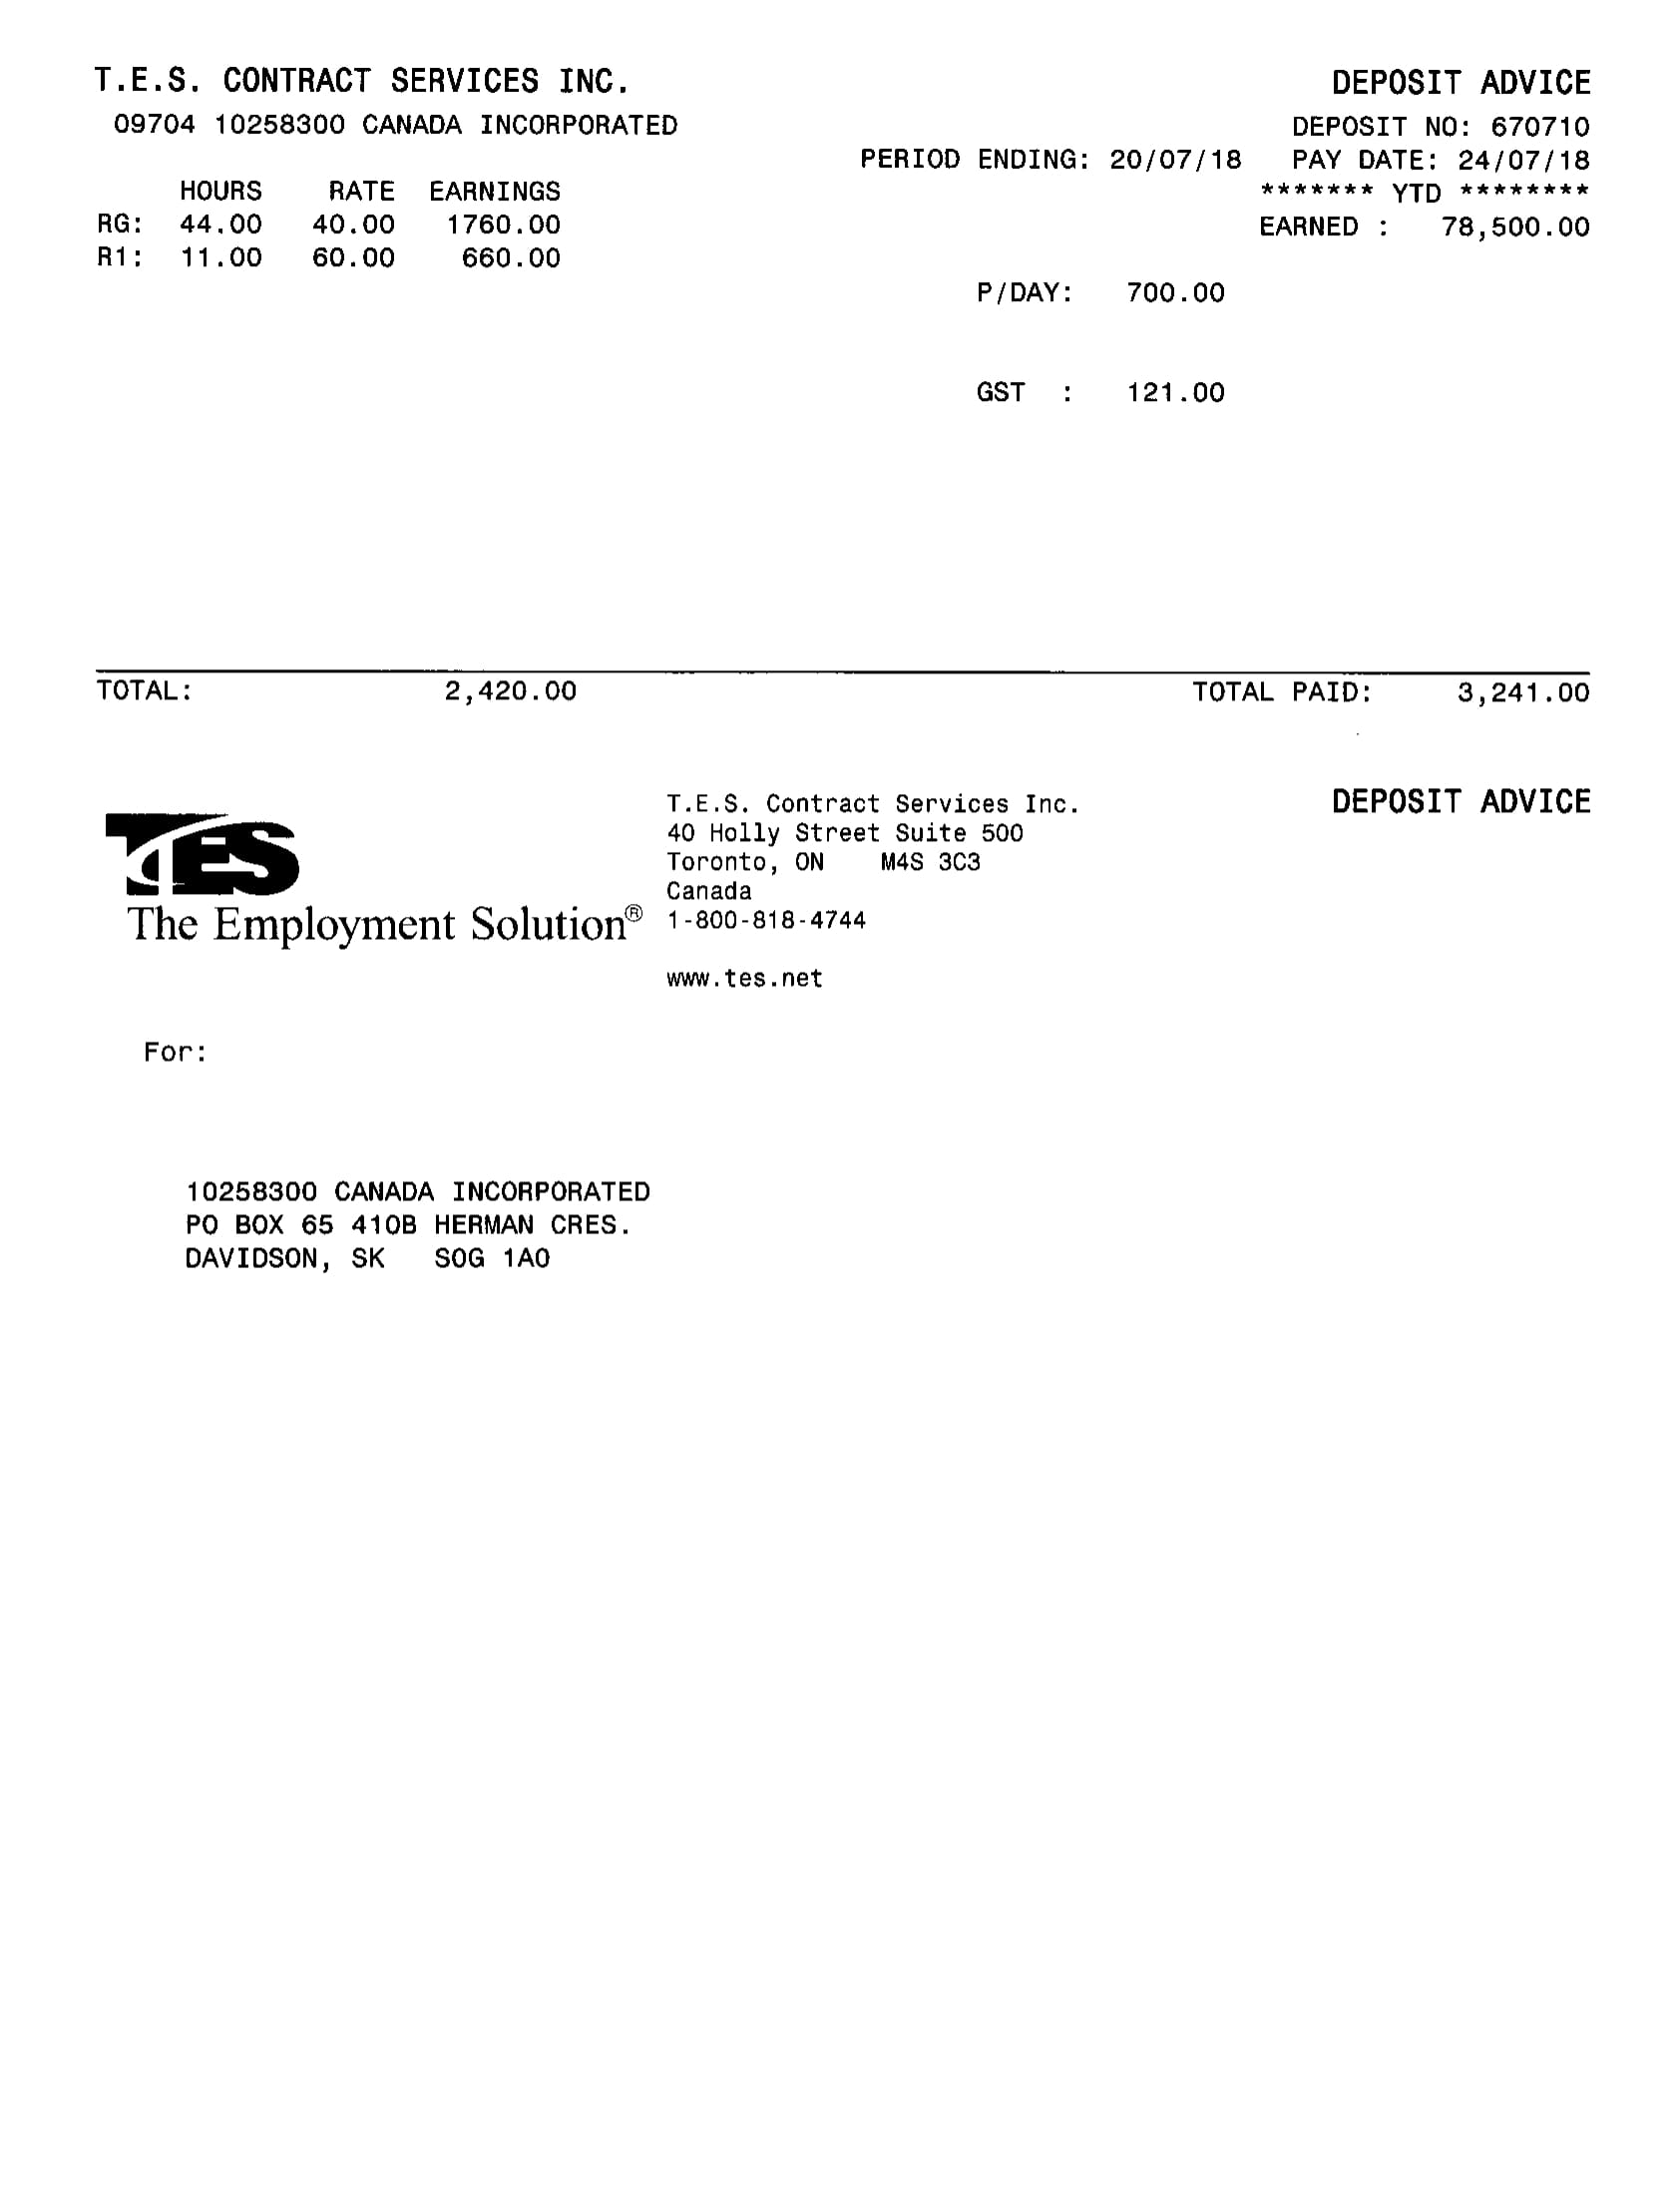 T.E.S. CONTRACT SERVICES INC. DEPOSIT ADVICE
09704 10258300 CANADA INCORPORATED DEPOSIT NO: 670710
PERIOD ENDING: 20/07/18 PAY DATE: 24/07/18
HOURS RATE EARNINGS ******* YTD ********
RG: 44.00 40.00 1760.00 EARNED : 78,500.00
R1: 11.00 60.00 660.00
P/DAY: 700.00
GST : 121.00
TOTAL: 2,420.00 TOTAL PAID: 3,241.00
DEPOSIT ADVICE
TES
The Employment Solution®
T.E.S. Contract Services Inc.
40 Holly Street Suite 500
Toronto, ON M4S 3C3
Canada
1-800-818-4744
www.tes.net
For:
10258300 CANADA INCORPORATED
PO BOX 65 410B HERMAN CRES.
DAVIDSON, SK S0G 1A0